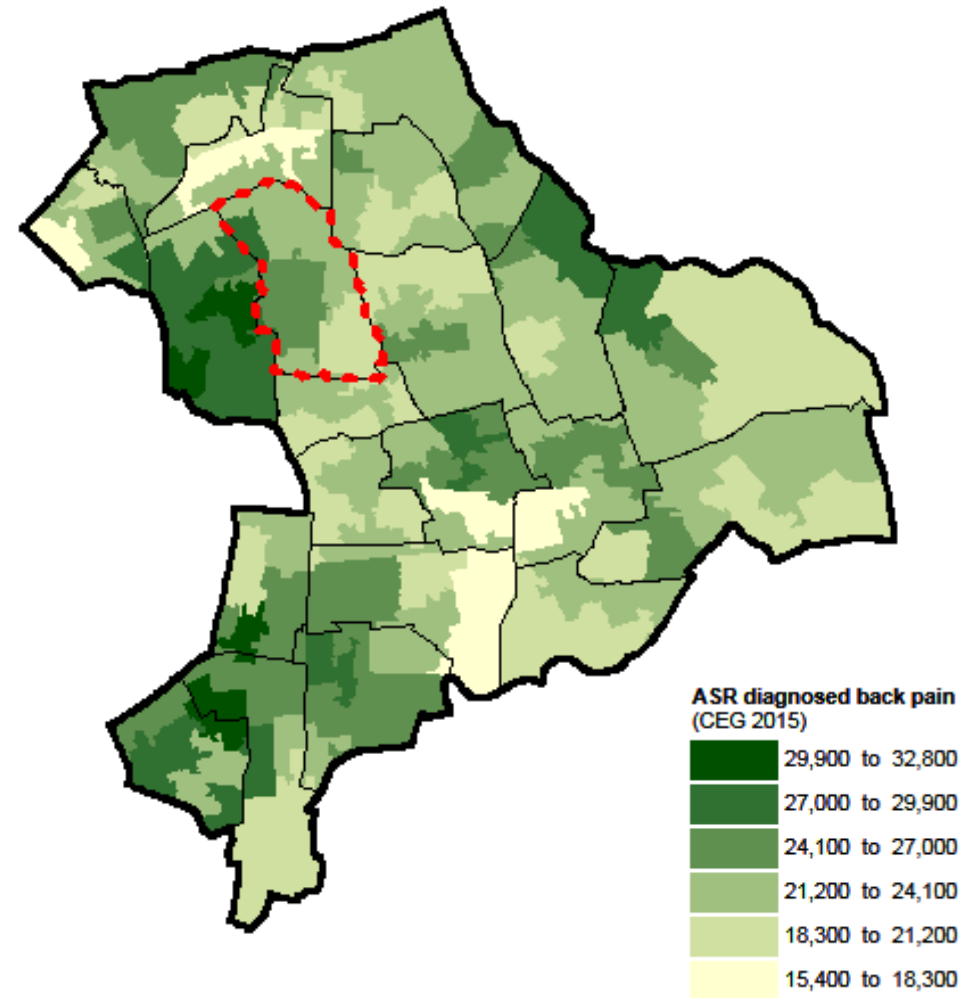 ASR diagnosed back pain
(CEG 2015)
29,900 to 32,800
27,000 to 29,900
24,100 to 27,000
21,200 to 24,100
18,300 to 21,200
15,400 to 18,300